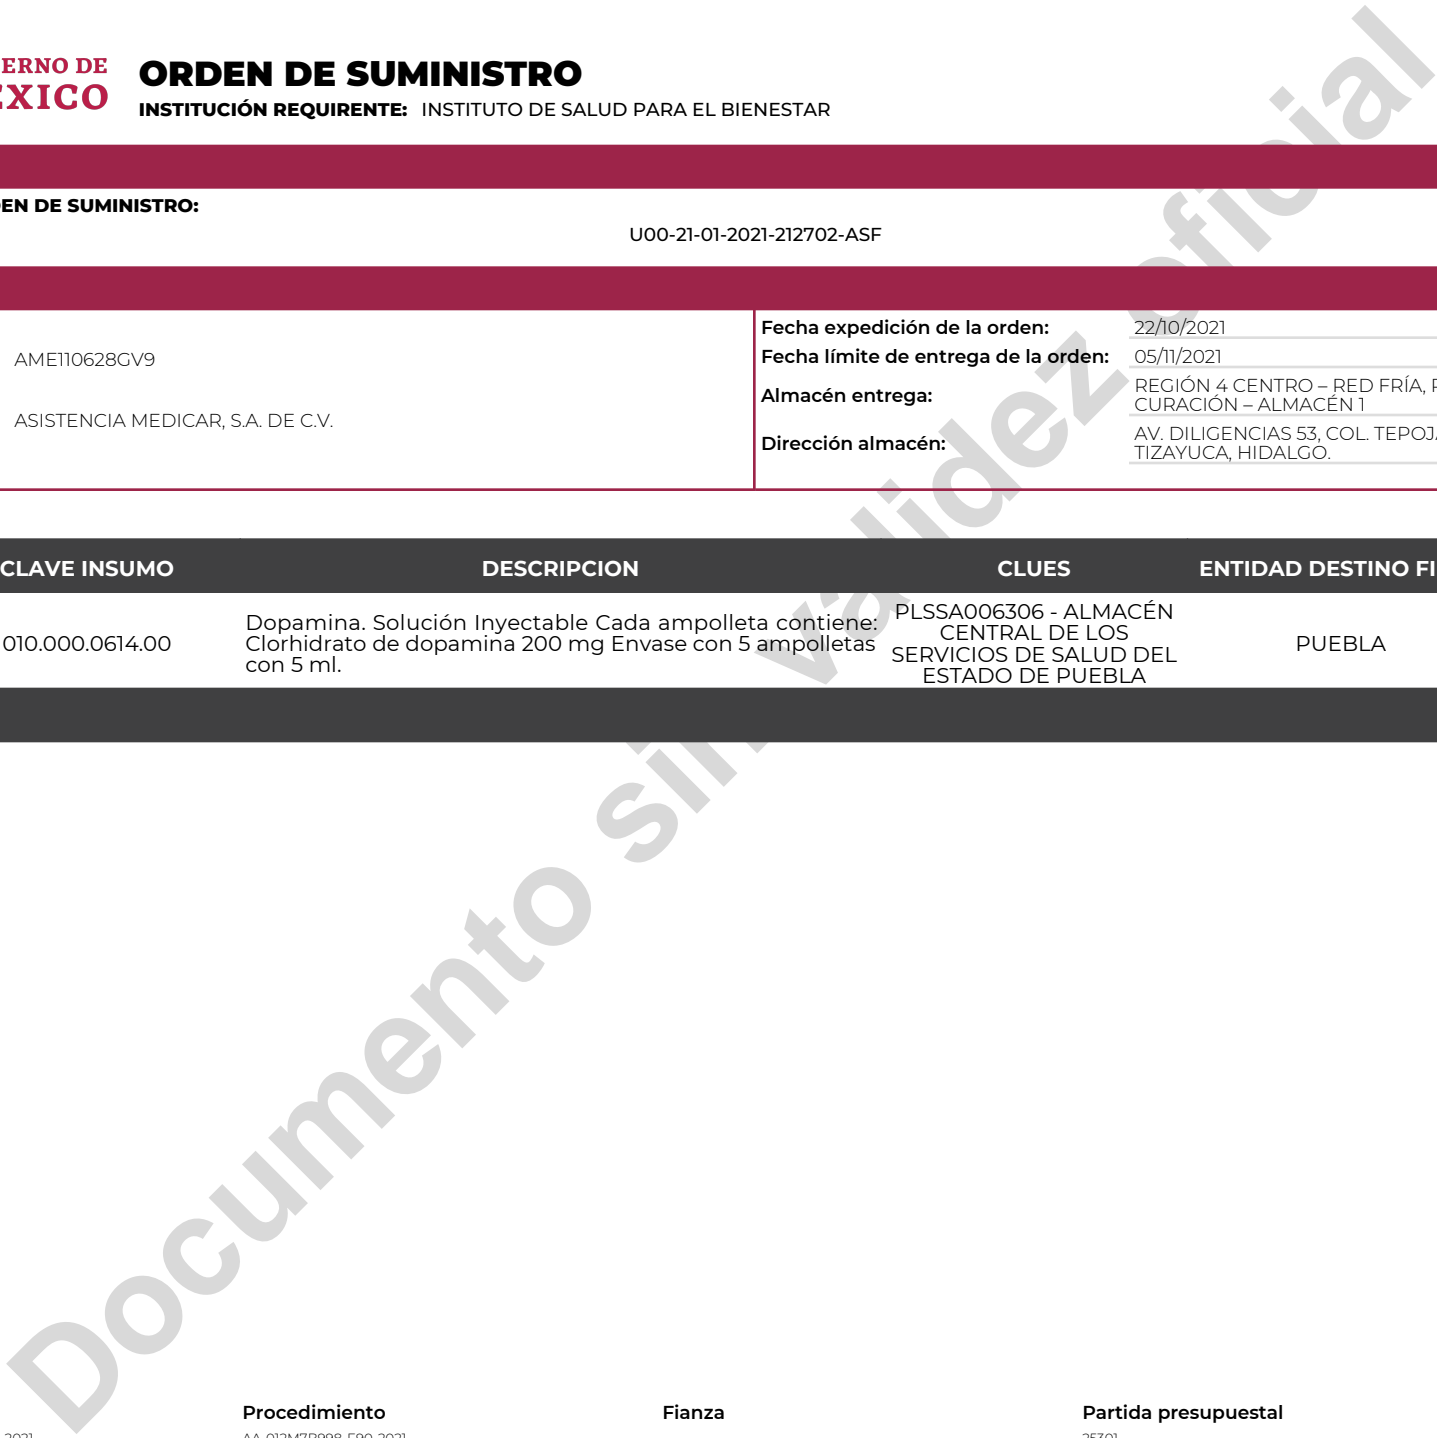 ERNO DE
ÉXICO
ORDEN DE SUMINISTRO
INSTITUCIÓN REQUIRENTE: INSTITUTO DE SALUD PARA EL BIENESTAR
EN DE SUMINISTRO:
U00-21-01-2021-212702-ASF
AME110628GV9
ASISTENCIA MEDICAR, S.A. DE C.V.
Fecha expedición de la orden: 22/10/2021
Fecha límite de entrega de la orden: 05/11/2021
Almacén entrega: REGIÓN 4 CENTRO – RED FRÍA,
CURACIÓN – ALMACÉN 1
Dirección almacén: AV. DILIGENCIAS 53, COL. TEPOJA
TIZAYUCA, HIDALGO.
CLAVE INSUMO DESCRIPCION CLUES ENTIDAD DESTINO FI
010.000.0614.00
Dopamina. Solución Inyectable Cada ampolleta contiene:
Clorhidrato de dopamina 200 mg Envase con 5 ampolletas
con 5 ml.
PLSSA006306 - ALMACÉN
CENTRAL DE LOS
SERVICIOS DE SALUD DEL
ESTADO DE PUEBLA
PUEBLA
Documento sin validez oficial
Procedimiento Fianza Partida presupuestal